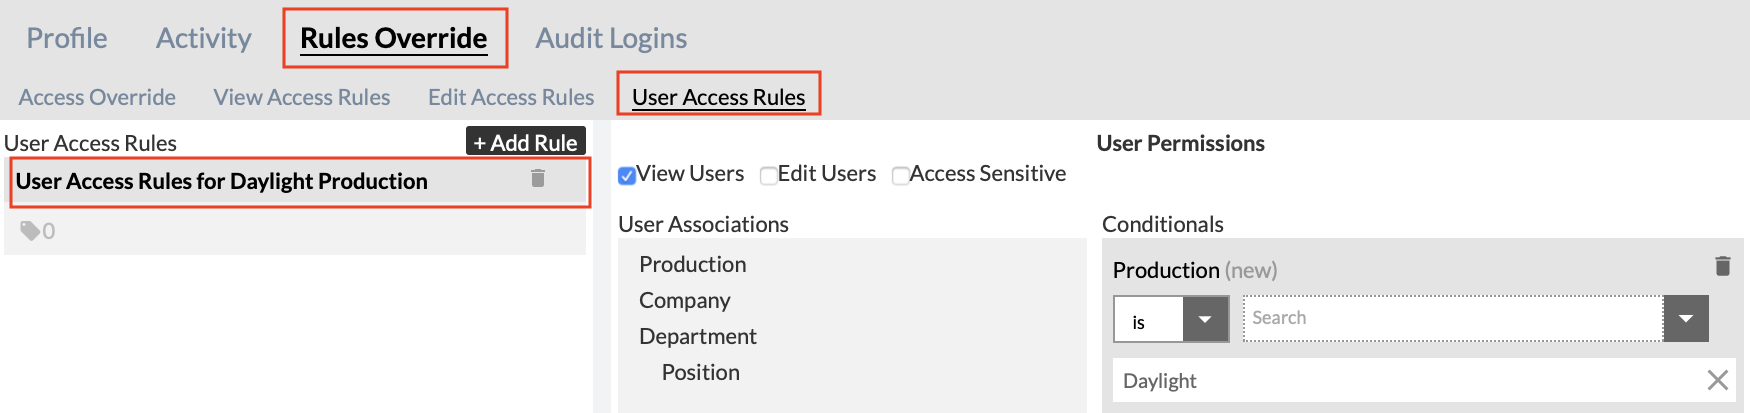 Profile Activity Rules Override Audit Logins
Access Override View Access Rules Edit Access Rules User Access Rules
User Access Rules + Add Rule
User Access Rules for Daylight Production
0
User Permissions
View Users Edit Users Access Sensitive
User Associations
Production
Company
Department
Position
Conditionals
Production (new)
is Search
Daylight